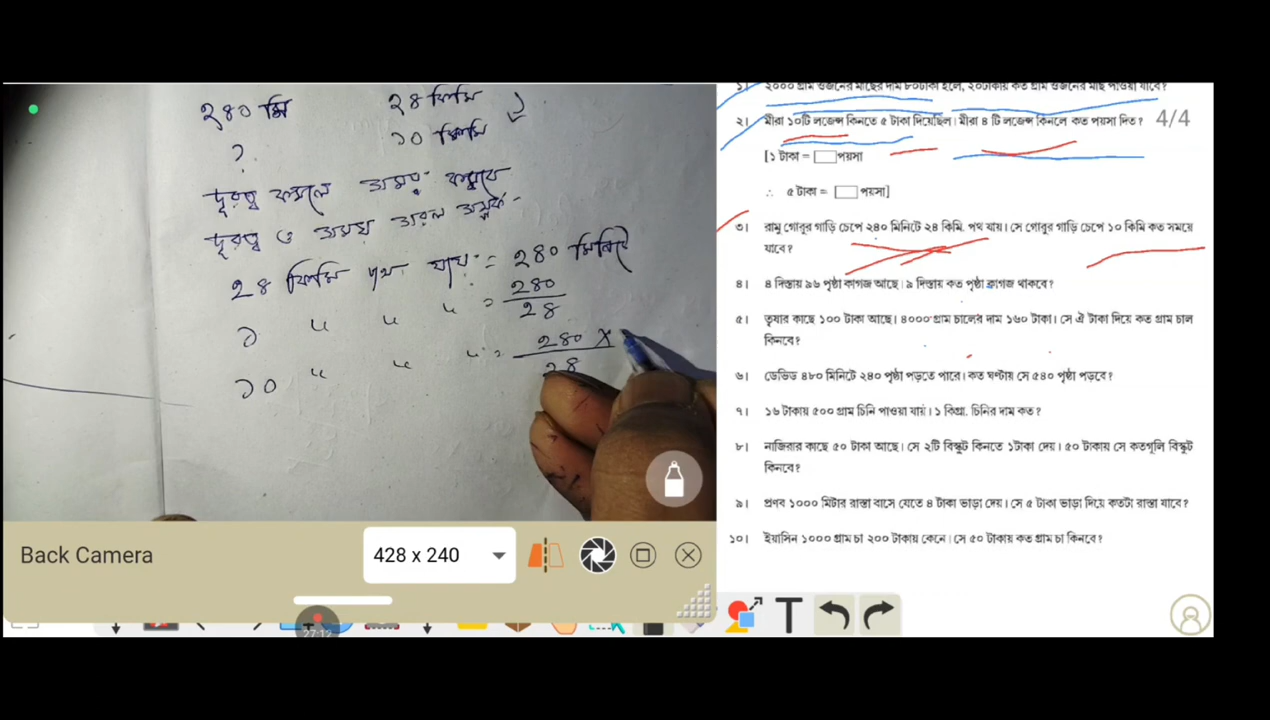 ২৪০ মি ২৪ কিমি
? ১০ কিমি
দূরত্ব কমলে সময় কমবে
দূরত্ব ও সময় সরল সম্পর্ক
২৪ কিমি পথ যায় = ২৪০ মিনিটে
১ " " " = ২৪০/২৪
১০ " " " = ২৪০ X/২৪
Back Camera
428 x 240
১। ২০০০ গ্রাম ওজনের মাছের দাম ৮০টাকা হলে, ২০টাকায় কত গ্রাম ওজনের মাছ পাওয়া যাবে?
4/4
২। মীরা ১০টি লজেন্স কিনতে ৫ টাকা দিয়েছিল। মীরা ৪ টি লজেন্স কিনলে কত পয়সা দিত?
[১ টাকা = পয়সা
∴ ৫ টাকা = পয়সা]
৩। রামু গোরুর গাড়ি চেপে ২৪০ মিনিটে ২৪ কিমি. পথ যায়। সে গোরুর গাড়ি চেপে ১০ কিমি কত সময়ে
যাবে?
৪। ৪ দিস্তায় ৯৬ পৃষ্ঠা কাগজ আছে। ৯ দিস্তায় কত পৃষ্ঠা কাগজ থাকবে?
৫। তৃষার কাছে ১০০ টাকা আছে। ৪০০০ গ্রাম চালের দাম ১৬০ টাকা। সে ঐ টাকা দিয়ে কত গ্রাম চাল
কিনবে?
৬। ডেভিড ৪৮০ মিনিটে ২৪০ পৃষ্ঠা পড়তে পারে। কত ঘণ্টায় সে ৫৪০ পৃষ্ঠা পড়বে?
৭। ১৬ টাকায় ৫০০ গ্রাম চিনি পাওয়া যায়। ১ কিগ্রা. চিনির দাম কত?
৮। নাজিরার কাছে ৫০ টাকা আছে। সে ২টি বিস্কুট কিনতে ১টাকা দেয়। ৫০ টাকায় সে কতগুলি বিস্কুট
কিনবে?
৯। প্রণব ১০০০ মিটার রাস্তা বাসে যেতে ৪ টাকা ভাড়া দেয়। সে ৫ টাকা ভাড়া দিয়ে কতটা রাস্তা যাবে?
১০। ইয়াসিন ১০০০ গ্রাম চা ২০০ টাকায় কেনে। সে ৫০ টাকায় কত গ্রাম চা কিনবে?
T
27:12